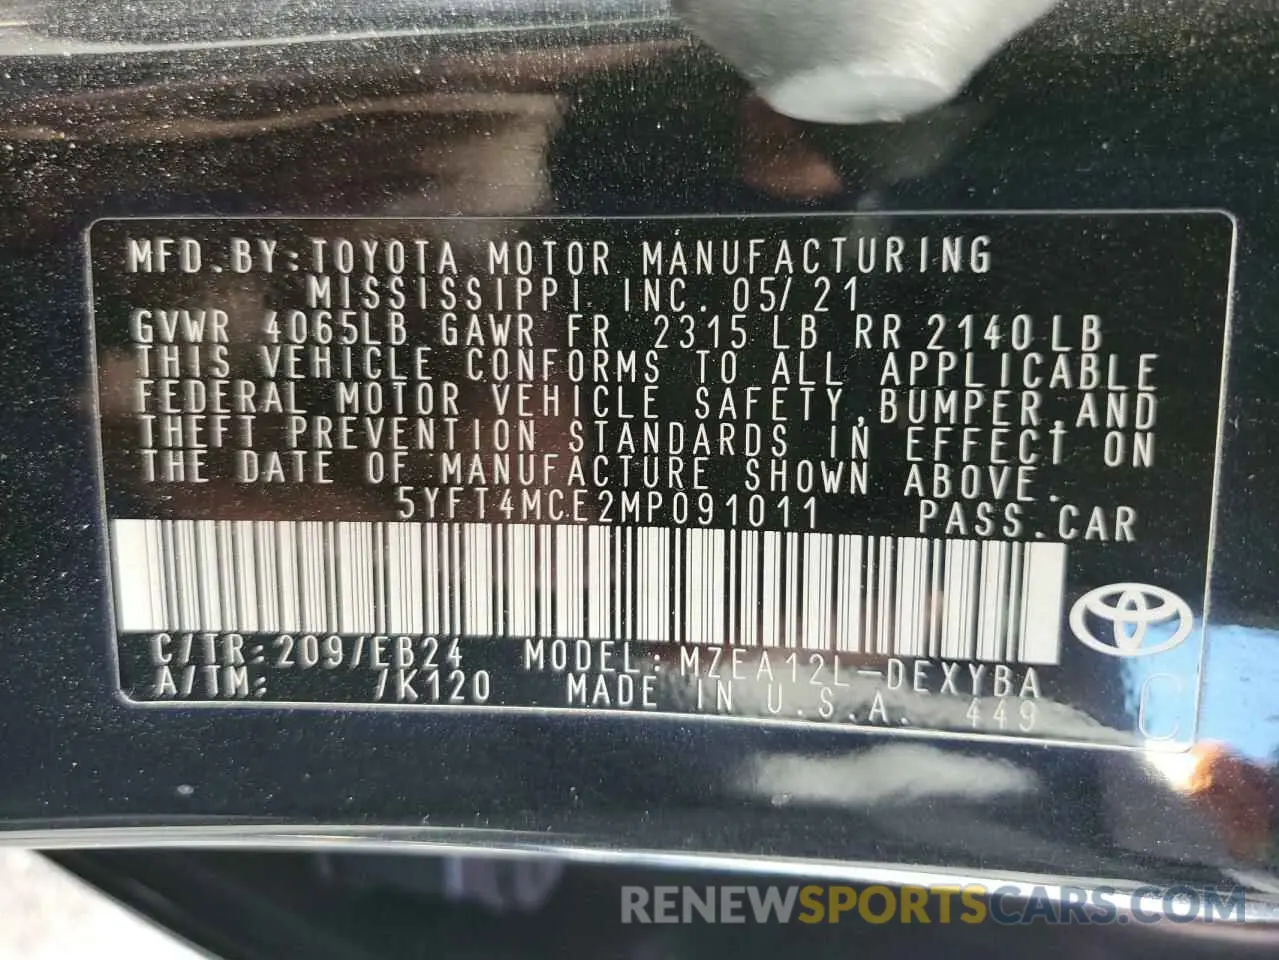 MFD.BY:TOYOTA MOTOR MANUFACTURING
MISSISSIPPI INC. 05/21
GVWR 4065LB GAWR FR 2315LB RR 2140LB
THIS VEHICLE CONFORMS TO ALL APPLICABLE
FEDERAL MOTOR VEHICLE SAFETY,BUMPER,AND
THEFT PREVENTION STANDARDS IN EFFECT ON
THE DATE OF MANUFACTURE SHOWN ABOVE.
5YFT4MCE2MP091011 PASS.CAR
C/TR:209/EB24 MODEL:MZEA12L-DEXYBA
A/TM: /K120 MADE IN U.S.A. 449
C
RENEWSPORTSCARS.COM